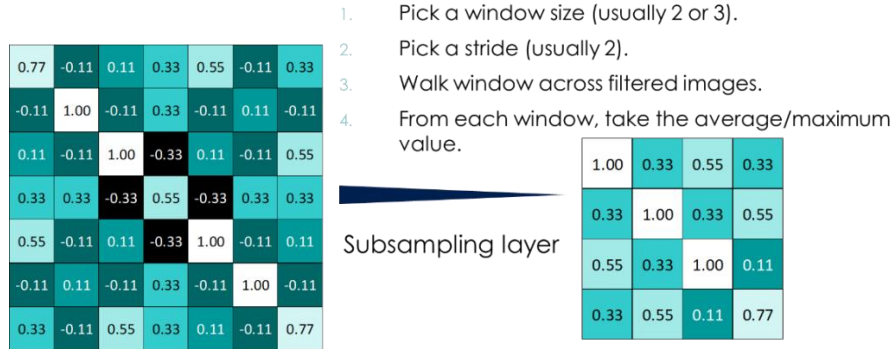 1. Pick a window size (usually 2 or 3).
2. Pick a stride (usually 2).
3. Walk window across filtered images.
4. From each window, take the average/maximum
value.
0.77 -0.11 0.11 0.33 0.55 -0.11 0.33
-0.11 1.00 -0.11 0.33 -0.11 0.11 -0.11
0.11 -0.11 1.00 -0.33 0.11 -0.11 0.55
0.33 0.33 -0.33 0.55 -0.33 0.33 0.33
0.55 -0.11 0.11 -0.33 1.00 -0.11 0.11
-0.11 0.11 -0.11 0.33 -0.11 1.00 -0.11
0.33 -0.11 0.55 0.33 0.11 -0.11 0.77
Subsampling layer
1.00 0.33 0.55 0.33
0.33 1.00 0.33 0.55
0.55 0.33 1.00 0.11
0.33 0.55 0.11 0.77